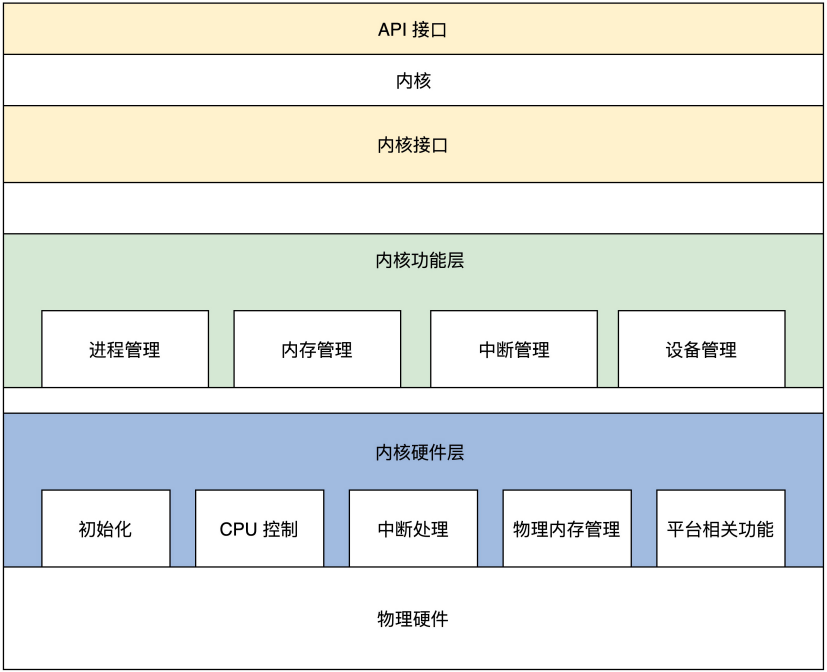 API 接口
内核
内核接口
内核功能层
进程管理
内存管理
中断管理
设备管理
内核硬件层
初始化
CPU 控制
中断处理
物理内存管理
平台相关功能
物理硬件